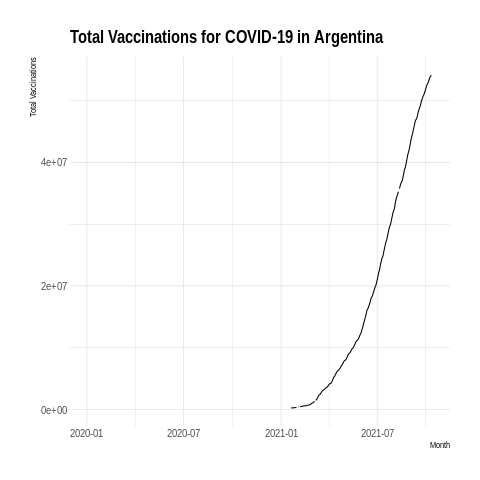 Total Vaccinations for COVID-19 in Argentina
Total Vaccinations
4e+07
2e+07
0e+00
2020-01 2020-07 2021-01 2021-07
Month